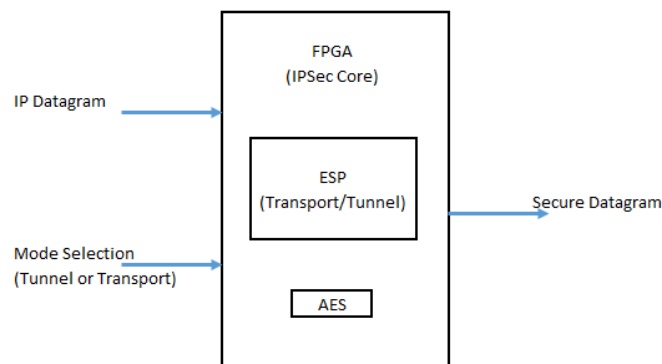 FPGA
(IPSec Core)
IP Datagram
ESP
(Transport/Tunnel)
Secure Datagram
Mode Selection
(Tunnel or Transport)
AES